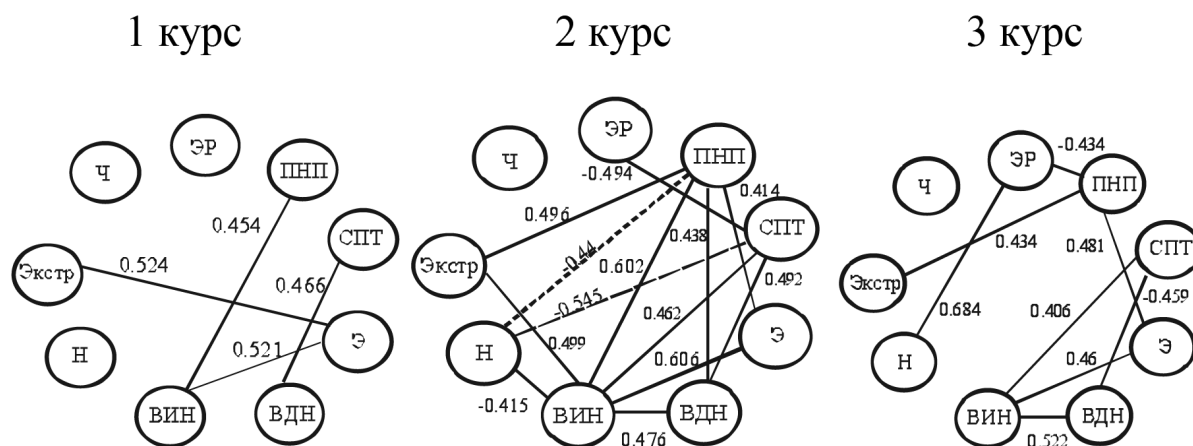 1 курс
2 курс
3 курс
ЭР
Ч
ПНП
0.454
СПТ
Экстр
0.524
0.466
Н
0.521
Э
ВИН
ВДН
ЭР
Ч
ПНП
-0.494
0.414
0.496
СПТ
0.438
Экстр
-0.44
0.602
0.492
-0.545
0.462
Н
0.499
Э
0.606
-0.415
ВИН
ВДН
0.476
ЭР
-0.434
Ч
ПНП
0.434
0.481
СПТ
Экстр
-0.459
0.684
0.406
Н
Э
0.46
ВИН
ВДН
0.522